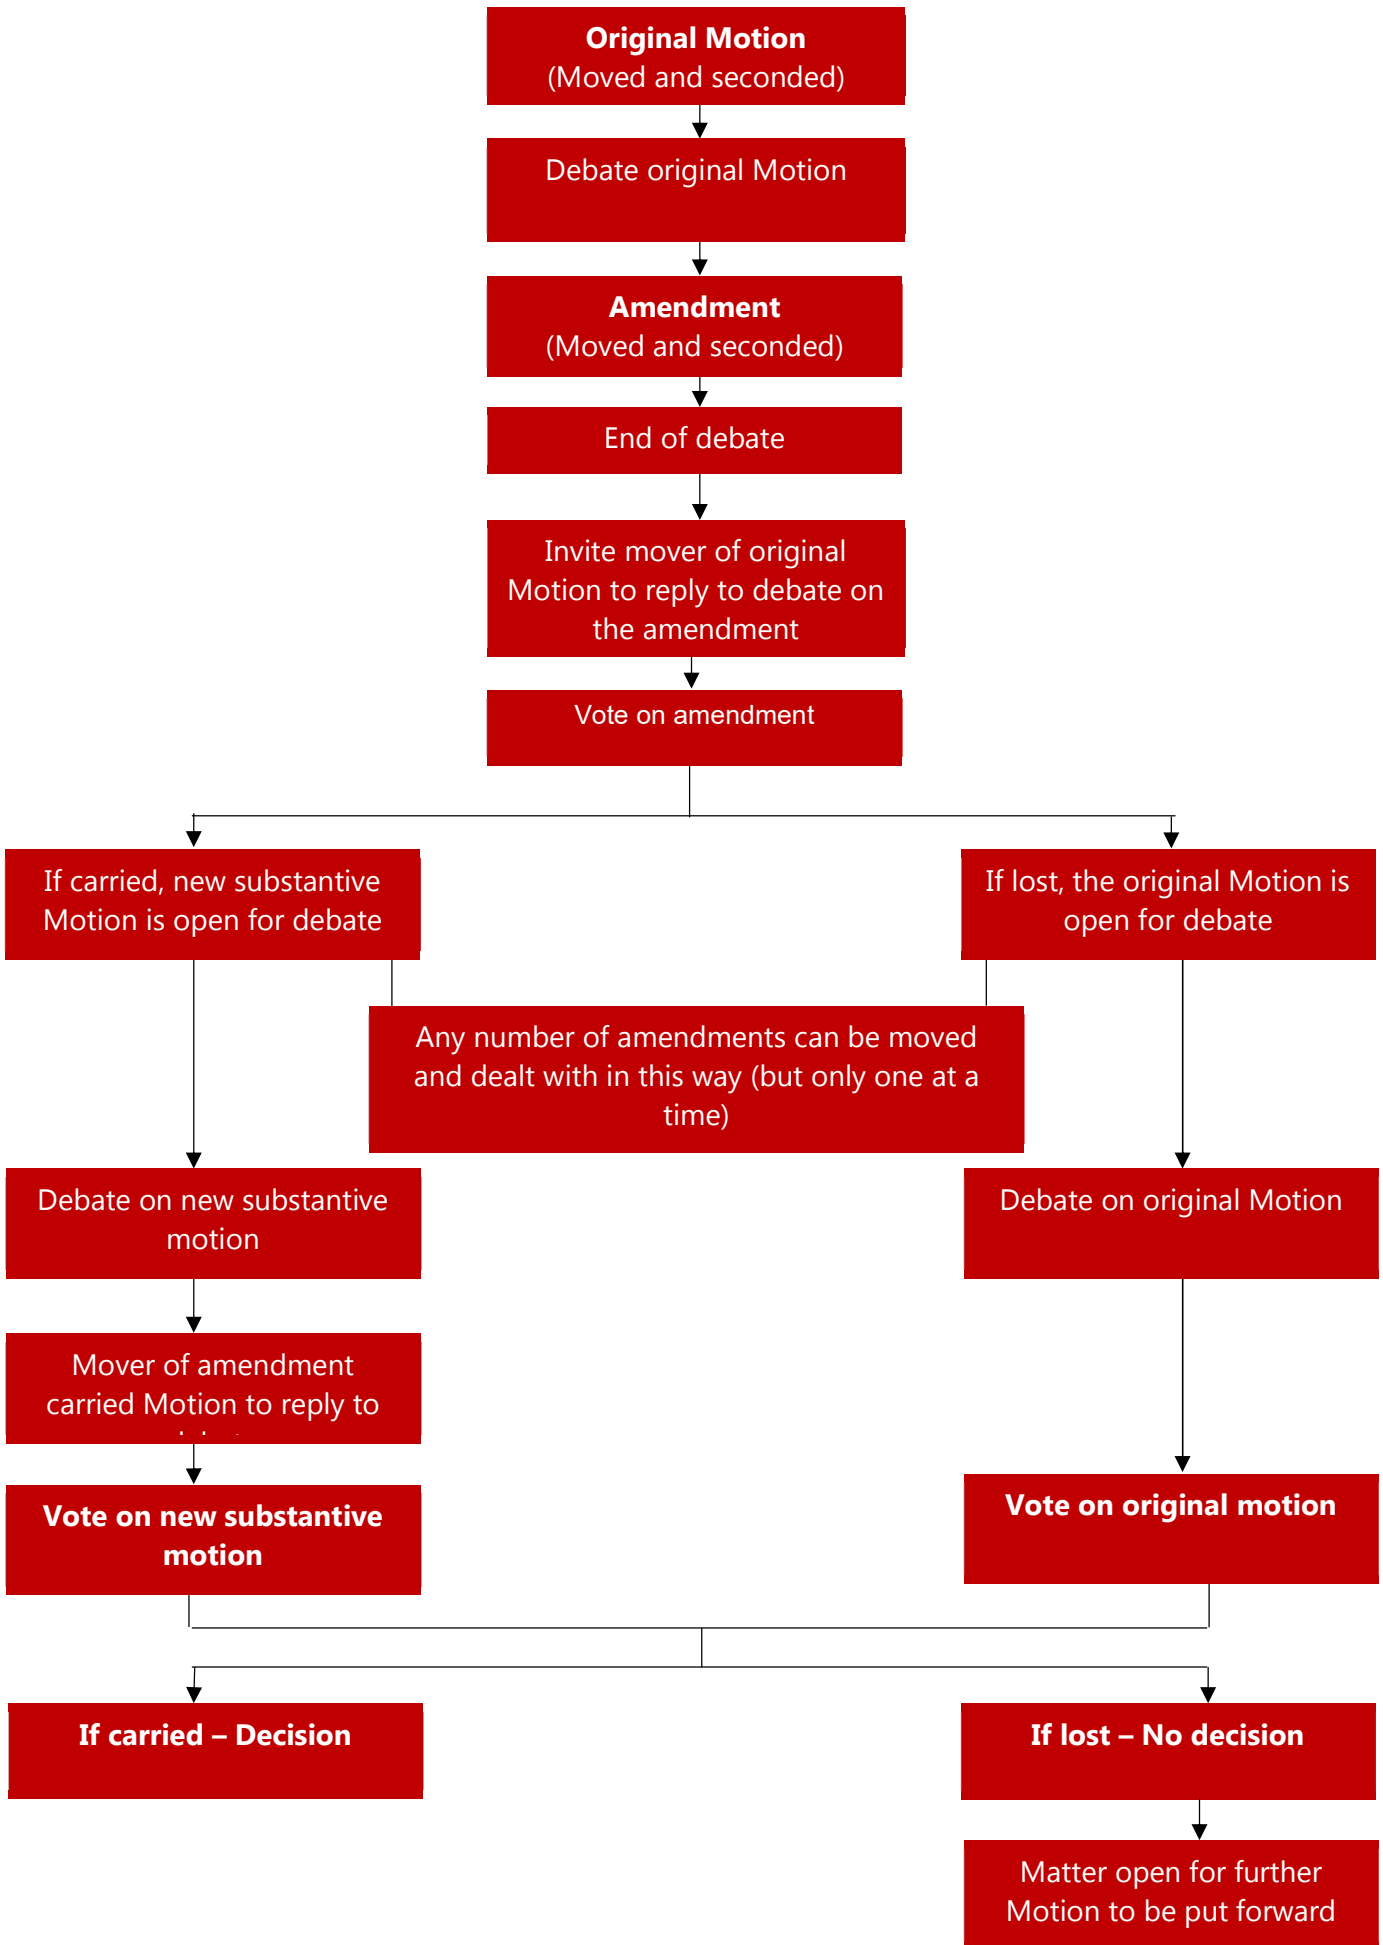 Original Motion
(Moved and seconded)
Debate original Motion
Amendment
(Moved and seconded)
End of debate
Invite mover of original
Motion to reply to debate on
the amendment
Vote on amendment
If carried, new substantive
Motion is open for debate
If lost, the original Motion is
open for debate
Any number of amendments can be moved
and dealt with in this way (but only one at a
time)
Debate on new substantive
motion
Debate on original Motion
Mover of amendment
carried Motion to reply to
Vote on new substantive
motion
Vote on original motion
If carried – Decision
If lost – No decision
Matter open for further
Motion to be put forward